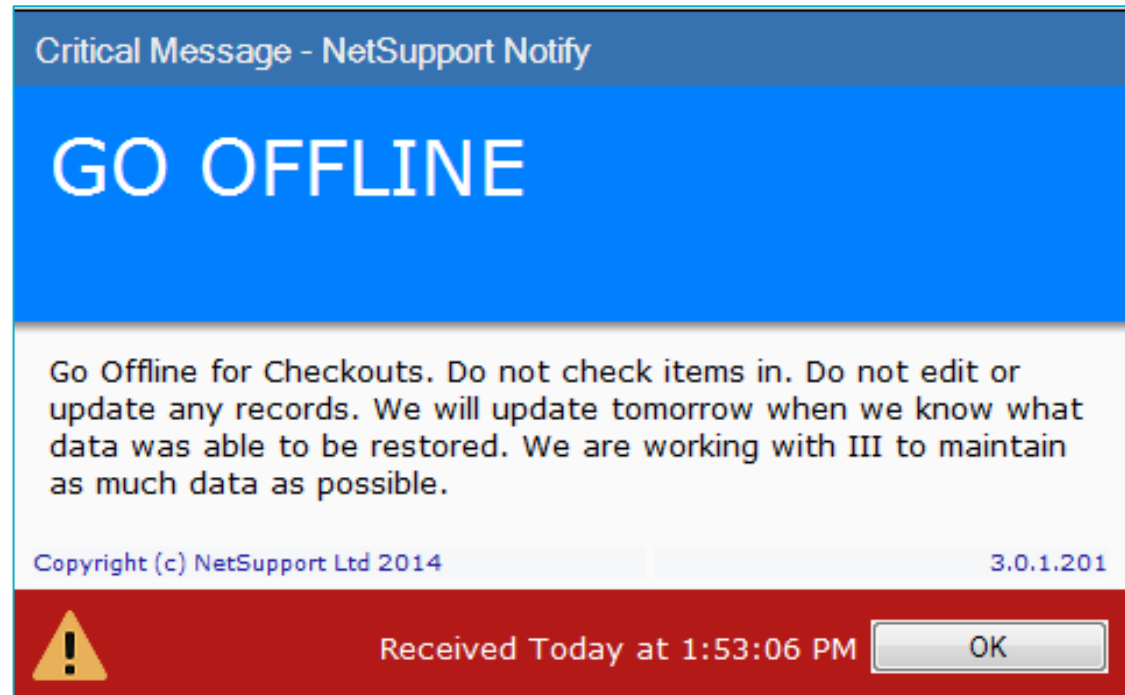 Critical Message - NetSupport Notify
GO OFFLINE
Go Offline for Checkouts. Do not check items in. Do not edit or
update any records. We will update tomorrow when we know what
data was able to be restored. We are working with III to maintain
as much data as possible.
Copyright (c) NetSupport Ltd 2014 3.0.1.201
Received Today at 1:53:06 PM OK